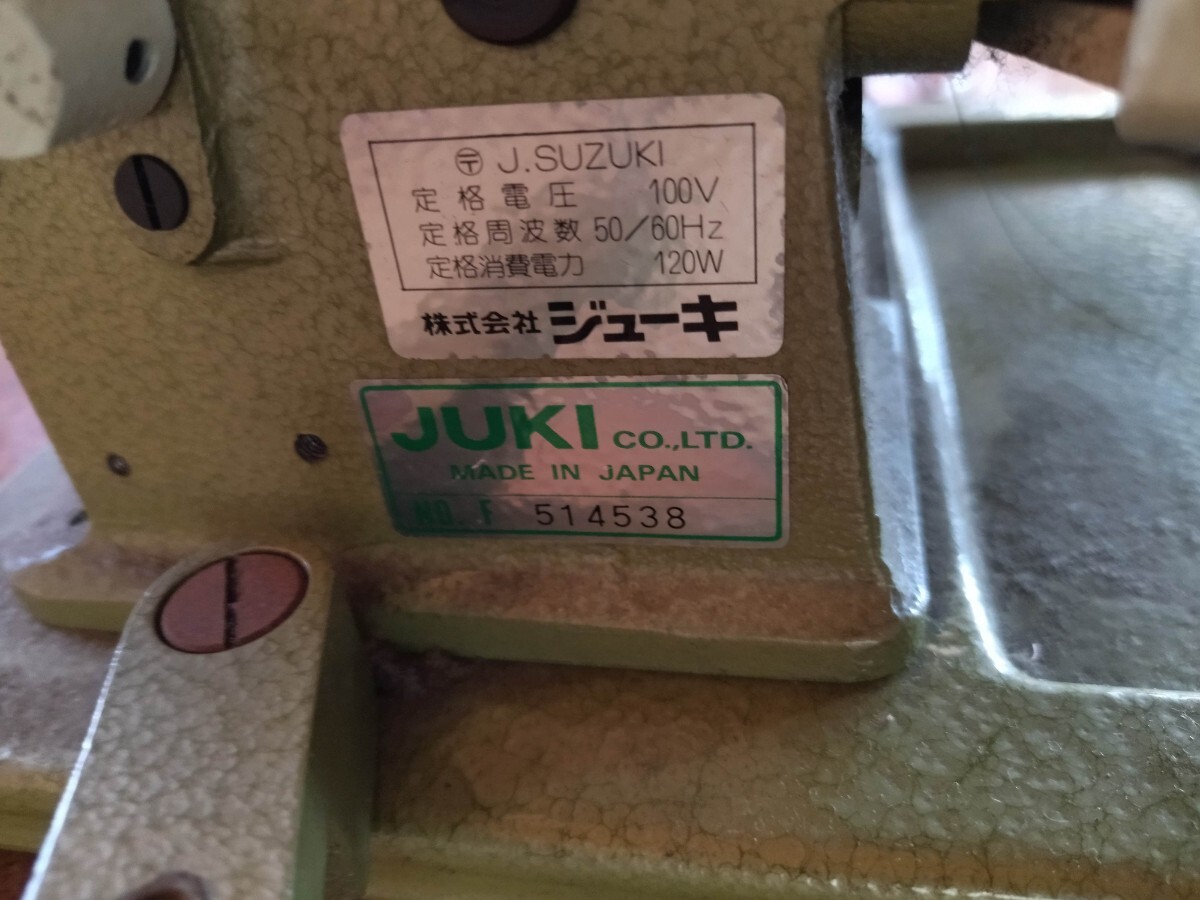 〶 J.SUZUKI
定格電圧 100V
定格周波数 50/60Hz
定格消費電力 120W
株式会社 ジューキ
JUKI CO.,LTD.
MADE IN JAPAN
NO. F 514538